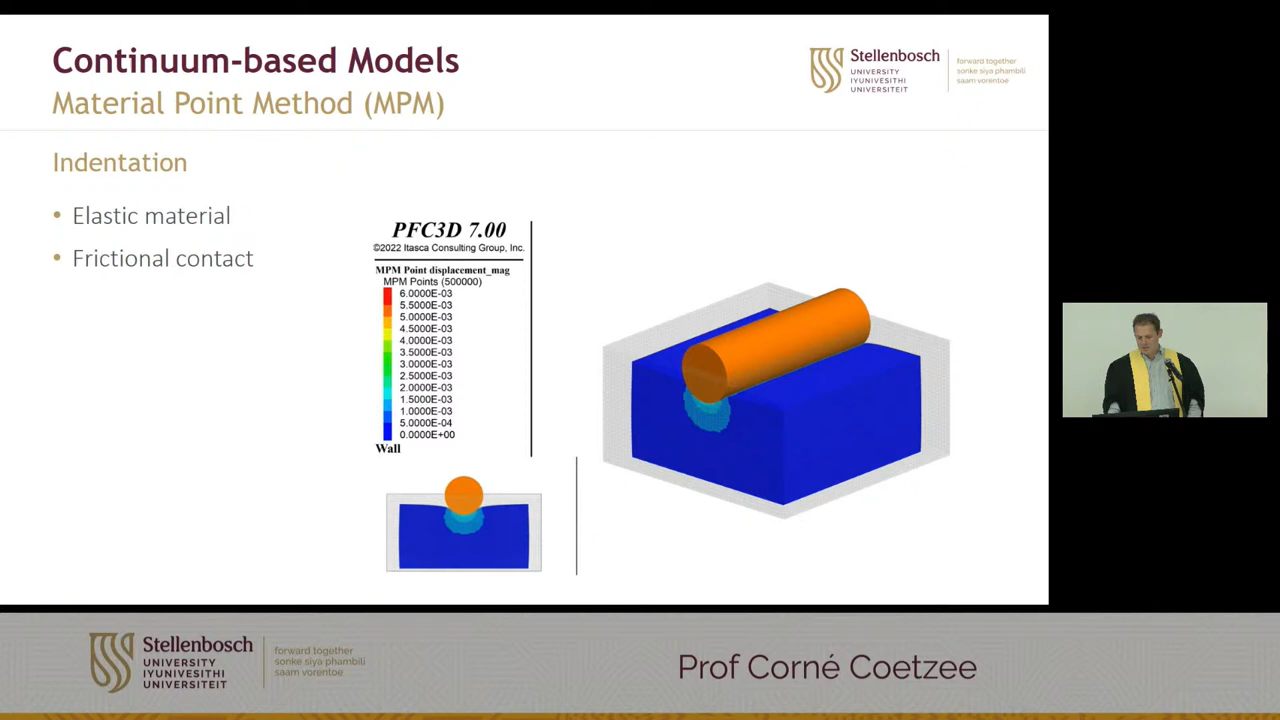 Continuum-based Models
Material Point Method (MPM)
Stellenbosch
UNIVERSITY
IYUNIVESITHI
UNIVERSITEIT
forward together
sonke siya phambili
saam vorentoe
Indentation
• Elastic material
• Frictional contact
PFC3D 7.00
©2022 Itasca Consulting Group, Inc.
MPM Point displacement_mag
MPM Points (500000)
6.0000E-03
5.5000E-03
5.0000E-03
4.5000E-03
4.0000E-03
3.5000E-03
3.0000E-03
2.5000E-03
2.0000E-03
1.5000E-03
1.0000E-03
5.0000E-04
0.0000E+00
Wall
Stellenbosch
UNIVERSITY
IYUNIVESITHI
UNIVERSITEIT
forward together
sonke siya phambili
saam vorentoe
Prof Corné Coetzee